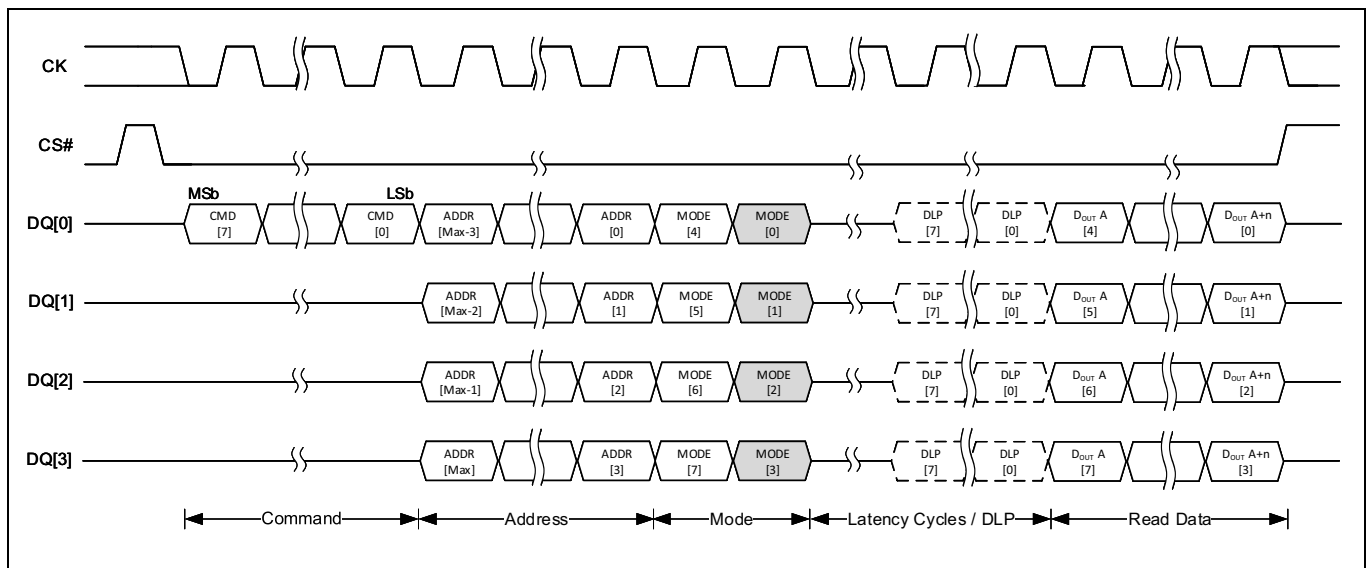 CK
CS#
MSb LSb
DQ[0] CMD [7] CMD [0] ADDR [Max-3] ADDR [0] MODE [4] MODE [0] DLP [7] DLP [0] DOUT A [4] DOUT A+n [0]
DQ[1] ADDR [Max-2] ADDR [1] MODE [5] MODE [1] DLP [7] DLP [0] DOUT A [5] DOUT A+n [1]
DQ[2] ADDR [Max-1] ADDR [2] MODE [6] MODE [2] DLP [7] DLP [0] DOUT A [6] DOUT A+n [2]
DQ[3] ADDR [Max] ADDR [3] MODE [7] MODE [3] DLP [7] DLP [0] DOUT A [7] DOUT A+n [3]
Command Address Mode Latency Cycles / DLP Read Data